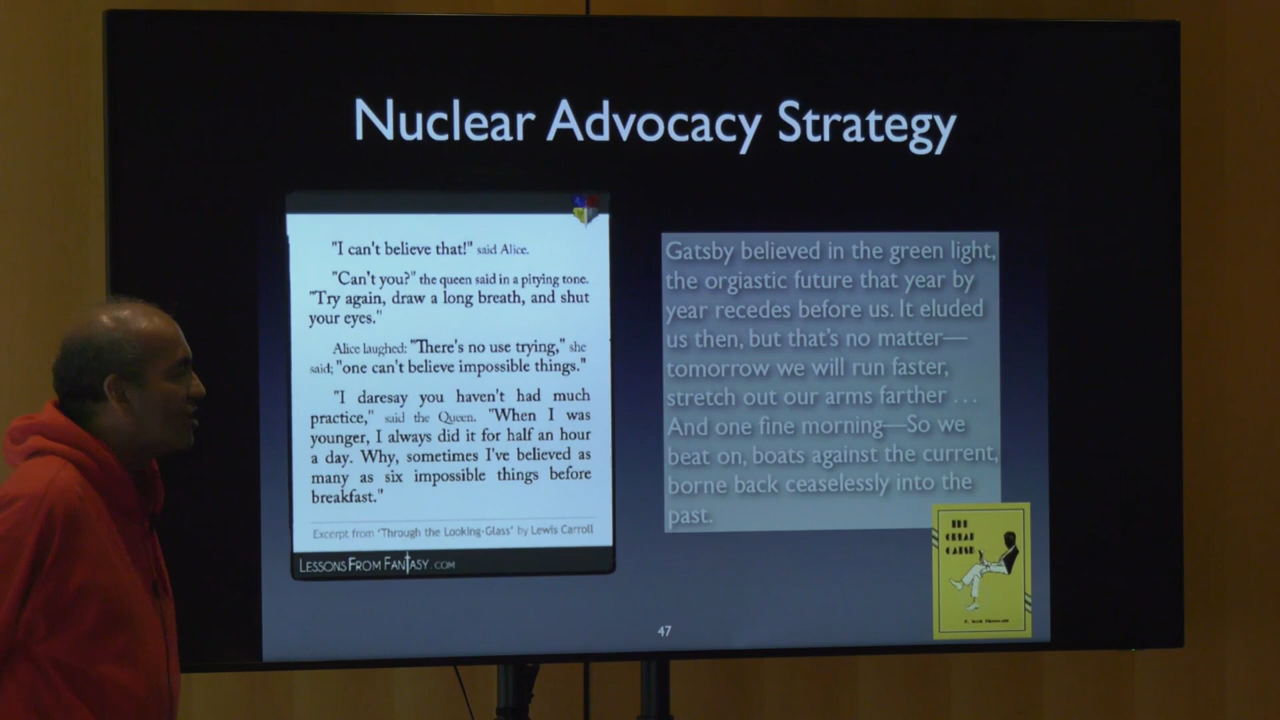 Nuclear Advocacy Strategy
"I can't believe that!" said Alice.
"Can't you?" the queen said in a pitying tone.
"Try again, draw a long breath, and shut
your eyes."
Alice laughed: "There's no use trying," she
said; "one can't believe impossible things."
"I daresay you haven't had much
practice," said the Queen. "When I was
younger, I always did it for half an hour
a day. Why, sometimes I've believed as
many as six impossible things before
breakfast."
Excerpt from "Through the Looking-Glass" by Lewis Carroll
LESSONSFROMFANTASY.COM
Gatsby believed in the green light,
the orgiastic future that year by
year recedes before us. It eluded
us then, but that's no matter—
tomorrow we will run faster,
stretch out our arms farther . . .
And one fine morning—So we
beat on, boats against the current,
borne back ceaselessly into the
past.
THE
GREAT
GATSBY
47